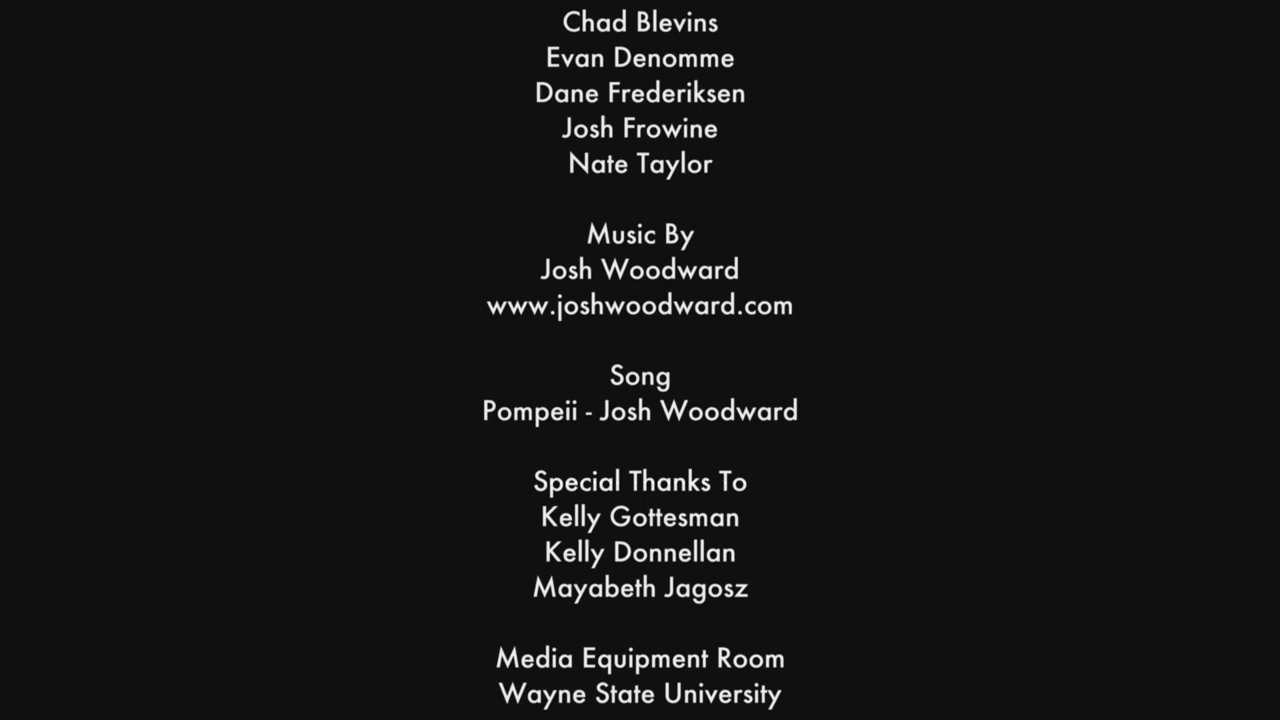 Chad Blevins
Evan Denomme
Dane Frederiksen
Josh Frowine
Nate Taylor
Music By
Josh Woodward
www.joshwoodward.com
Song
Pompeii - Josh Woodward
Special Thanks To
Kelly Gottesman
Kelly Donnellan
Mayabeth Jagosz
Media Equipment Room
Wayne State University